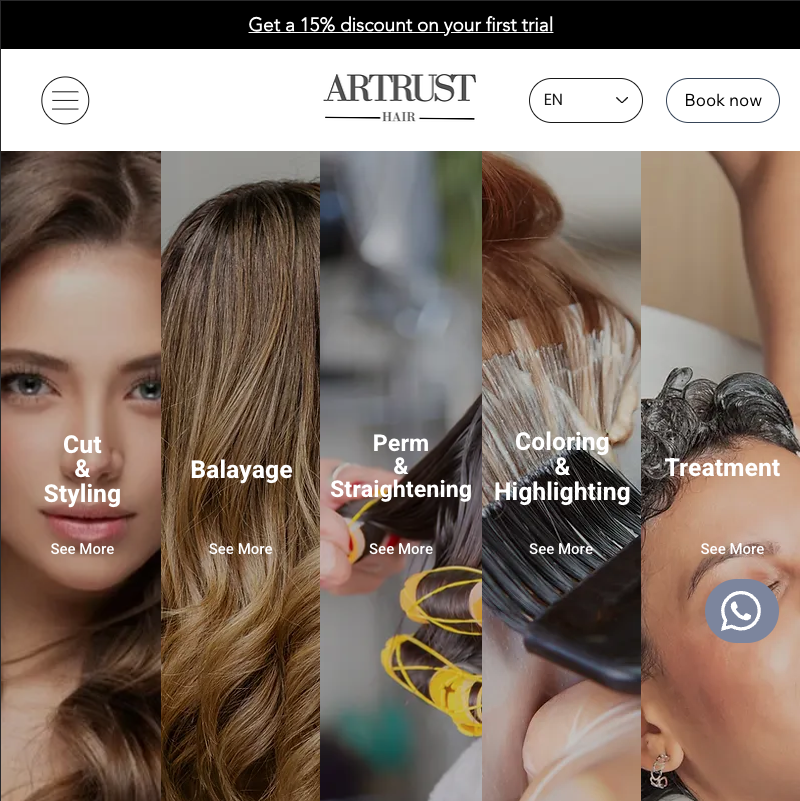 Get a 15% discount on your first trial
ARTRUST
HAIR
EN
Book now
Cut
&
Styling
See More
Balayage
See More
Perm
&
Straightening
See More
Coloring
&
Highlighting
See More
Treatment
See More